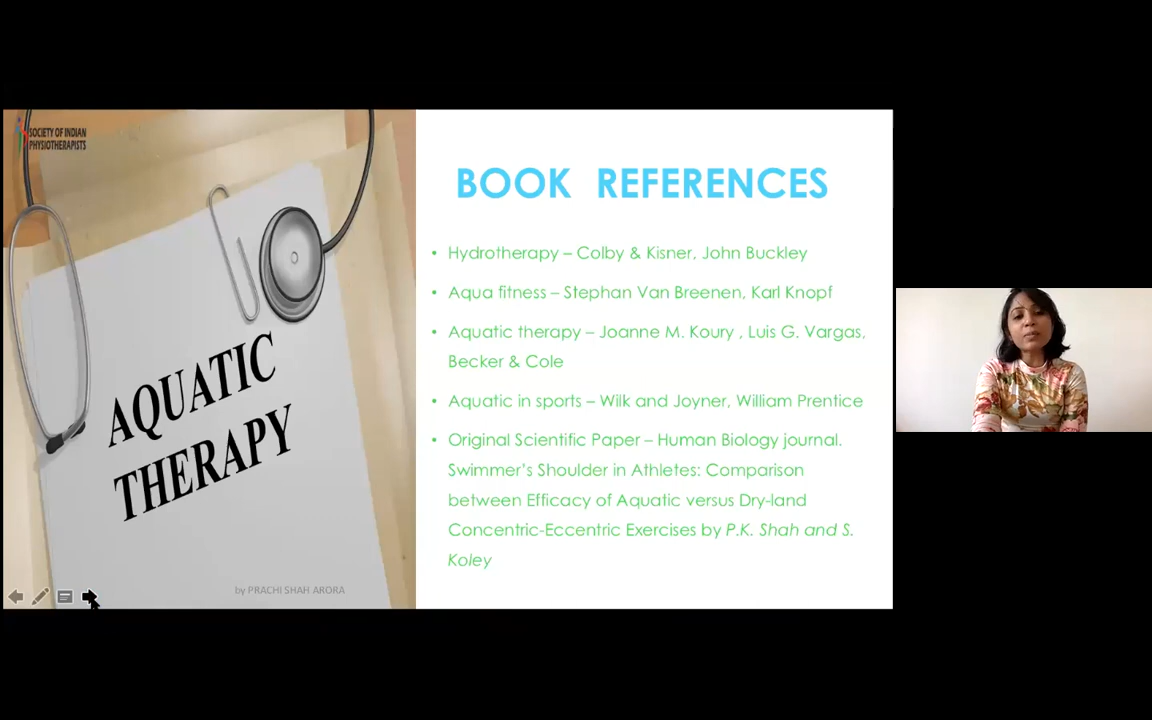 SOCIETY OF INDIAN
PHYSIOTHERAPISTS
AQUATIC
THERAPY
by PRACHI SHAH ARORA
BOOK REFERENCES
• Hydrotherapy – Colby & Kisner, John Buckley
• Aqua fitness – Stephan Van Breenen, Karl Knopf
• Aquatic therapy – Joanne M. Koury , Luis G. Vargas,
Becker & Cole
• Aquatic in sports – Wilk and Joyner, William Prentice
• Original Scientific Paper – Human Biology journal.
Swimmer's Shoulder in Athletes: Comparison
between Efficacy of Aquatic versus Dry-land
Concentric-Eccentric Exercises by P.K. Shah and S.
Koley